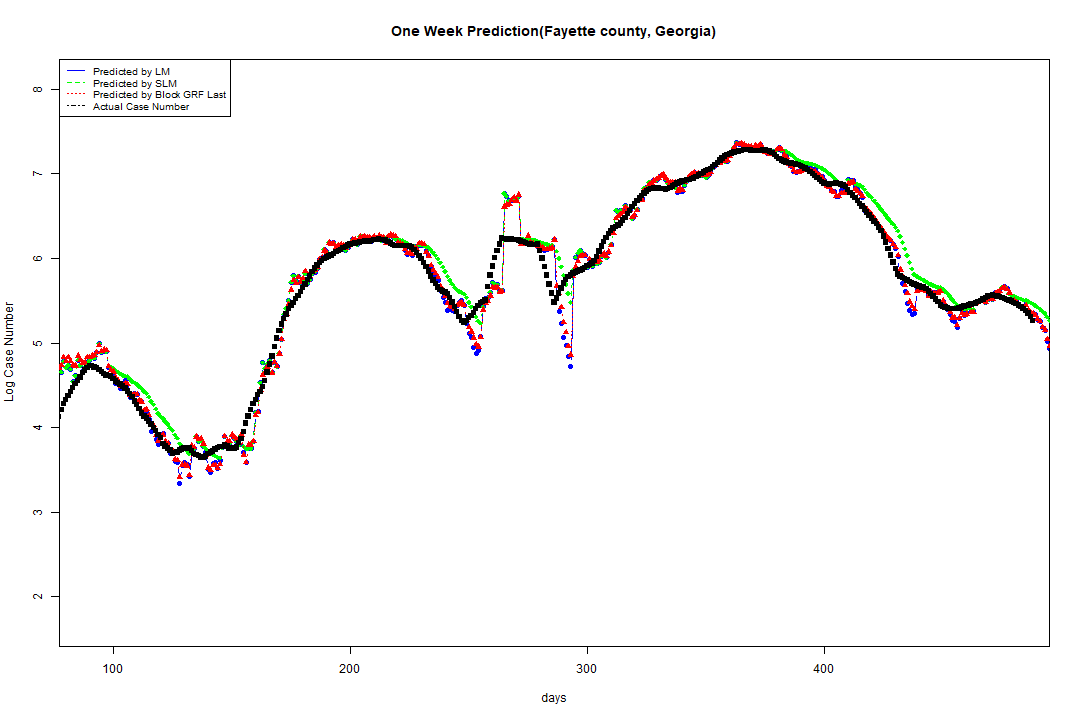 One Week Prediction(Fayette county, Georgia)
Predicted by LM
Predicted by SLM
Predicted by Block GRF Last
Actual Case Number
Log Case Number
8
7
6
5
4
3
2
100 200 300 400
days